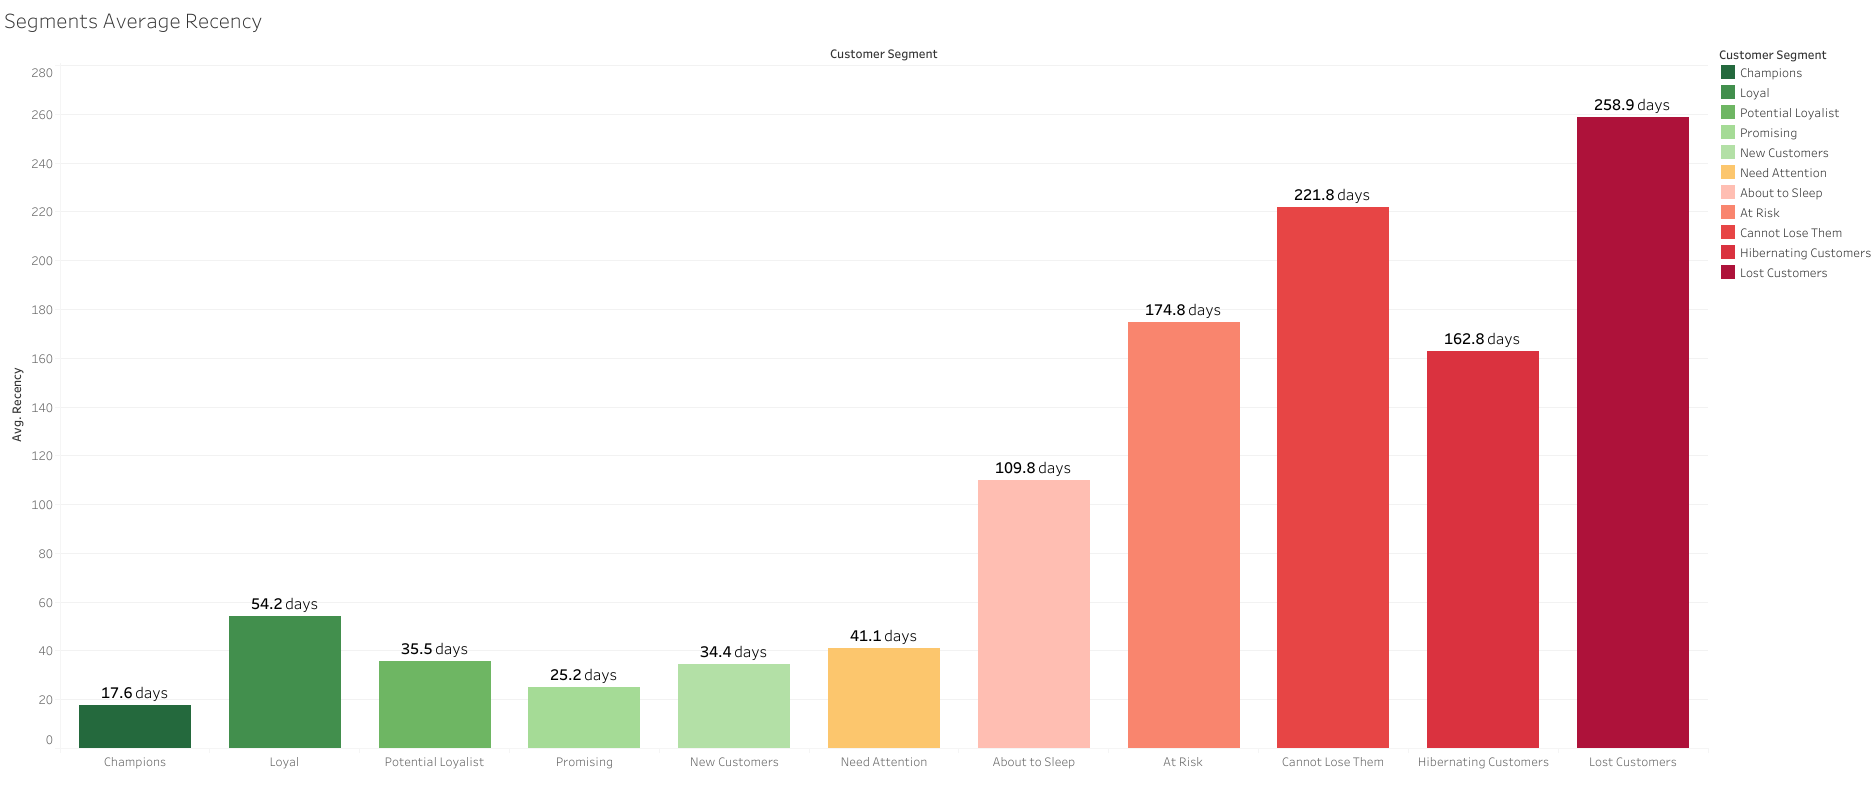 Segments Average Recency
Customer Segment
280
260
240
220
200
180
160
140
120
100
80
60
40
20
0
Avg. Recency
17.6 days
54.2 days
35.5 days
25.2 days
34.4 days
41.1 days
109.8 days
174.8 days
221.8 days
162.8 days
258.9 days
Champions
Loyal
Potential Loyalist
Promising
New Customers
Need Attention
About to Sleep
At Risk
Cannot Lose Them
Hibernating Customers
Lost Customers
Customer Segment
Champions
Loyal
Potential Loyalist
Promising
New Customers
Need Attention
About to Sleep
At Risk
Cannot Lose Them
Hibernating Customers
Lost Customers